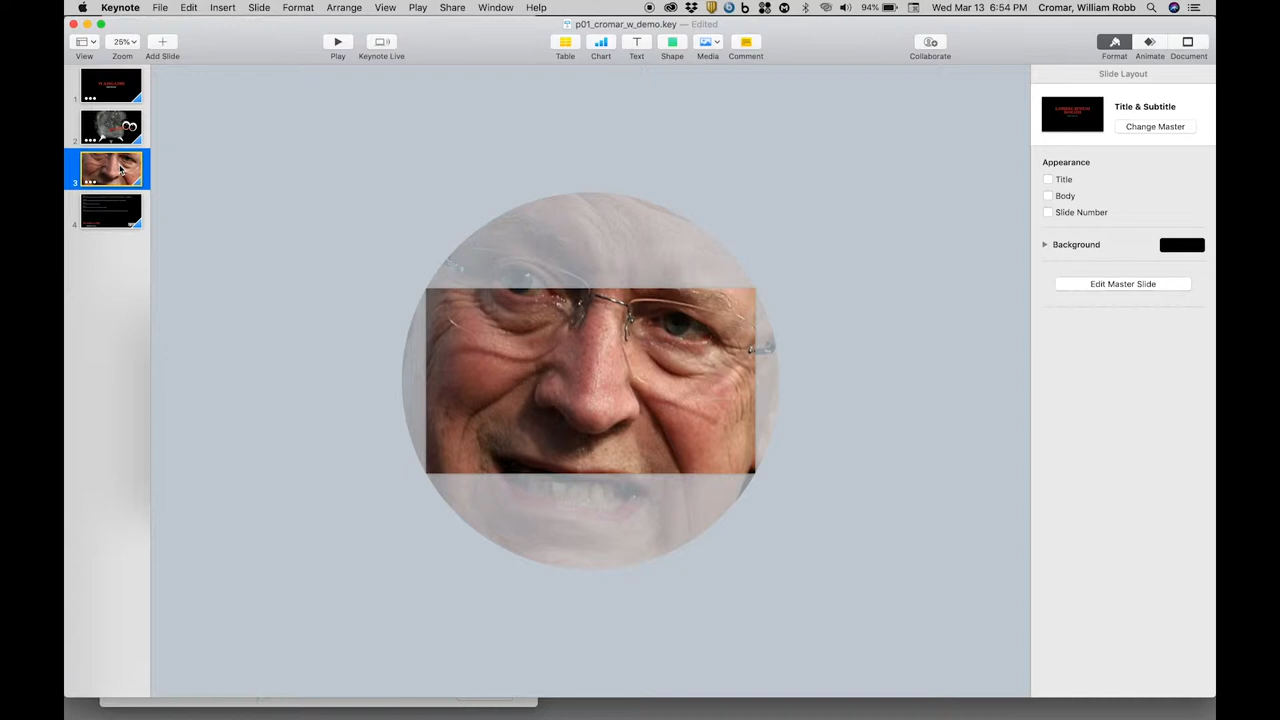 Keynote File Edit Insert Slide Format Arrange View Play Share Window Help 94% Wed Mar 13 6:54 PM Cromar, William Robb
p01_cromar_w_demo.key — Edited
25%
View Zoom Add Slide Play Keynote Live Table Chart Text Shape Media Comment Collaborate Format Animate Document
Slide Layout
Title & Subtitle
Change Master
Appearance
Title
Body
Slide Number
Background
Edit Master Slide
1
2
3
4